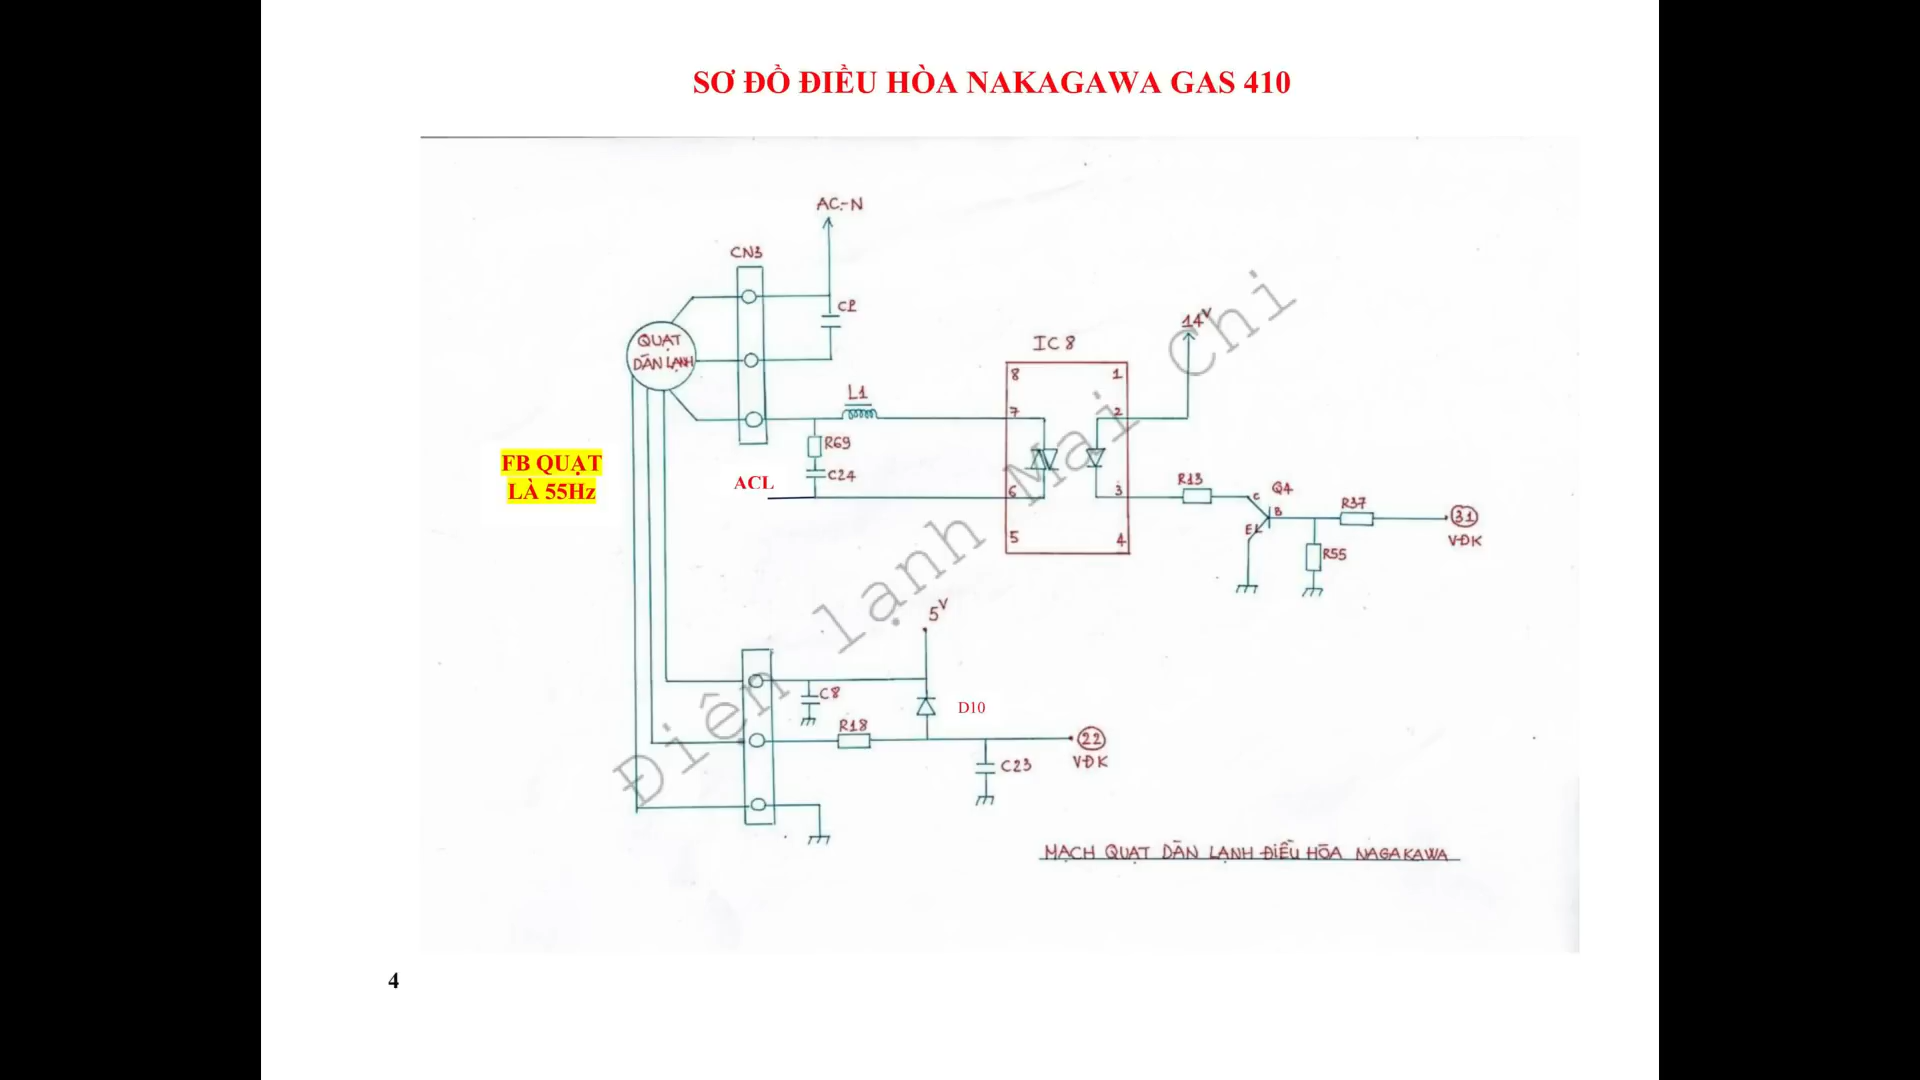 SƠ ĐỒ ĐIỀU HÒA NAKAGAWA GAS 410
AC-N
CN3
C2
QUẠT
DÀN LẠNH
14V
IC8
8 1
L1
7 2
R69
FB QUẠT
LÀ 55Hz
C24
ACL
6 3
R13
C Q4
B
E
R37
31
VĐK
5 4
R55
5V
C8
D10
R18
22
VĐK
C23
MẠCH QUẠT DÀN LẠNH ĐIỀU HÒA NAGAKAWA
Điện lạnh Mai Chi
4